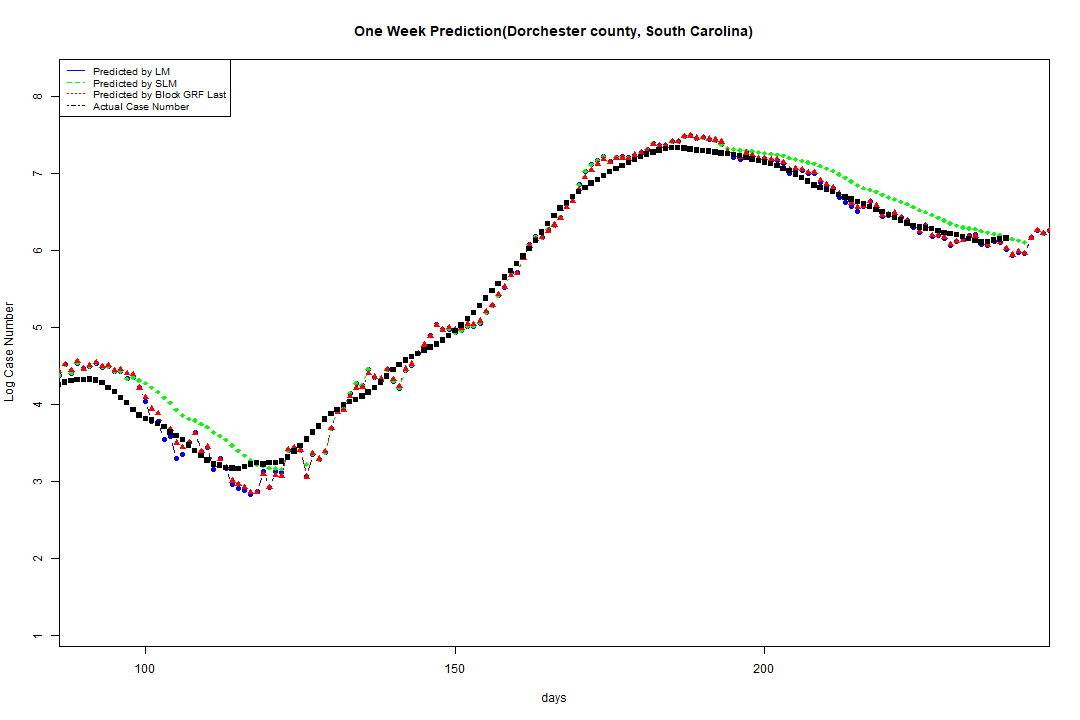 One Week Prediction(Dorchester county, South Carolina)
Predicted by LM
Predicted by SLM
Predicted by Block GRF Last
Actual Case Number
8
7
6
5
4
3
2
1
Log Case Number
100 150 200
days